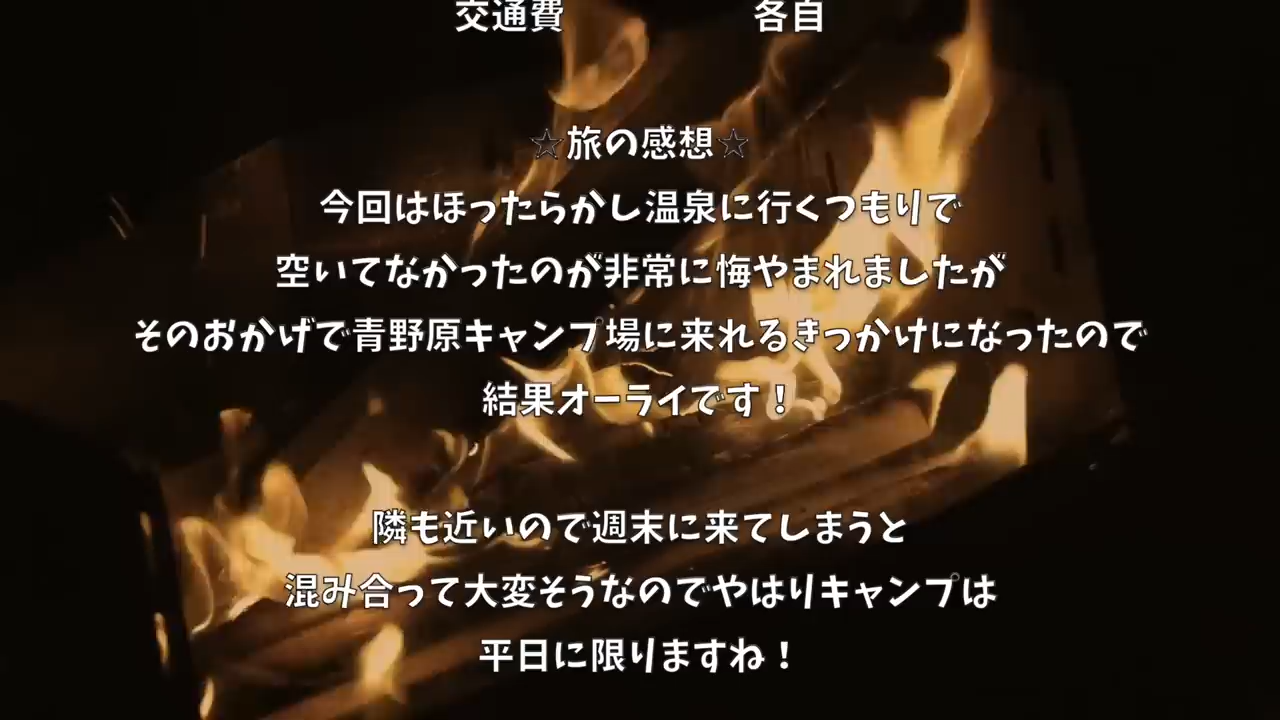 交通費 各自
☆旅の感想☆
今回はほったらかし温泉に行くつもりで
空いてなかったのが非常に悔やまれましたが
そのおかげで青野原キャンプ場に来れるきっかけになったので
結果オーライです！
隣も近いので週末に来てしまうと
混み合って大変そうなのでやはりキャンプは
平日に限りますね！